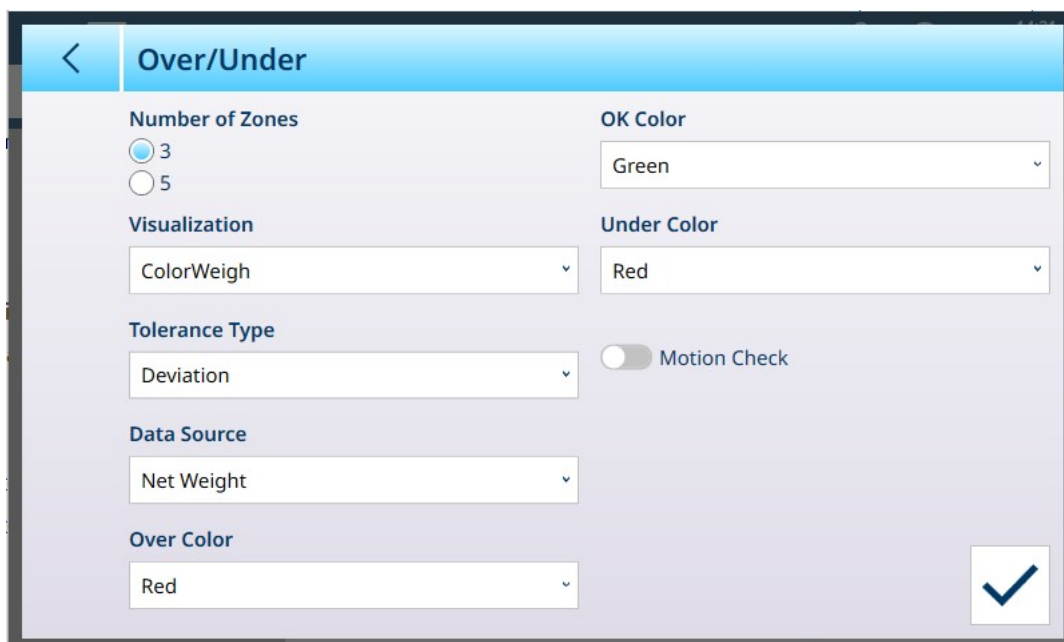 Over/Under
Number of Zones
3
5
Visualization
ColorWeigh
Tolerance Type
Deviation
Data Source
Net Weight
Over Color
Red
OK Color
Green
Under Color
Red
Motion Check